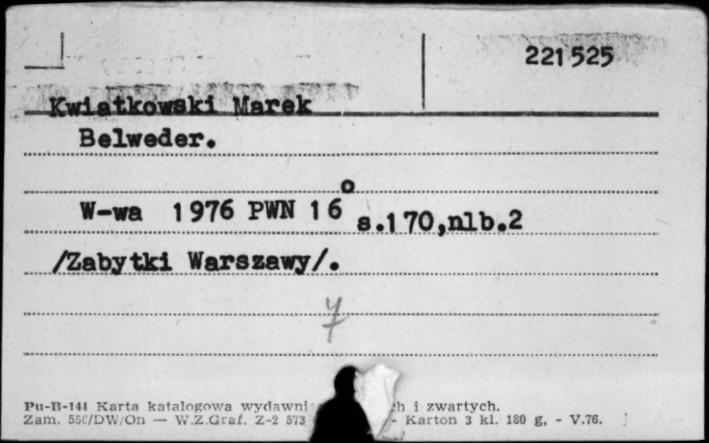 221525
Kwiatkowski Marek
Belweder.
W-wa 1976 PWN 16° s.170,nlb.2
/Zabytki Warszawy/.
7
Pu-B-141 Karta katalogowa wydawni h i zwartych.
Zam. 550/DW/On — W.Z.Graf. Z-2 573 - Karton 3 kl. 180 g, - V.76.